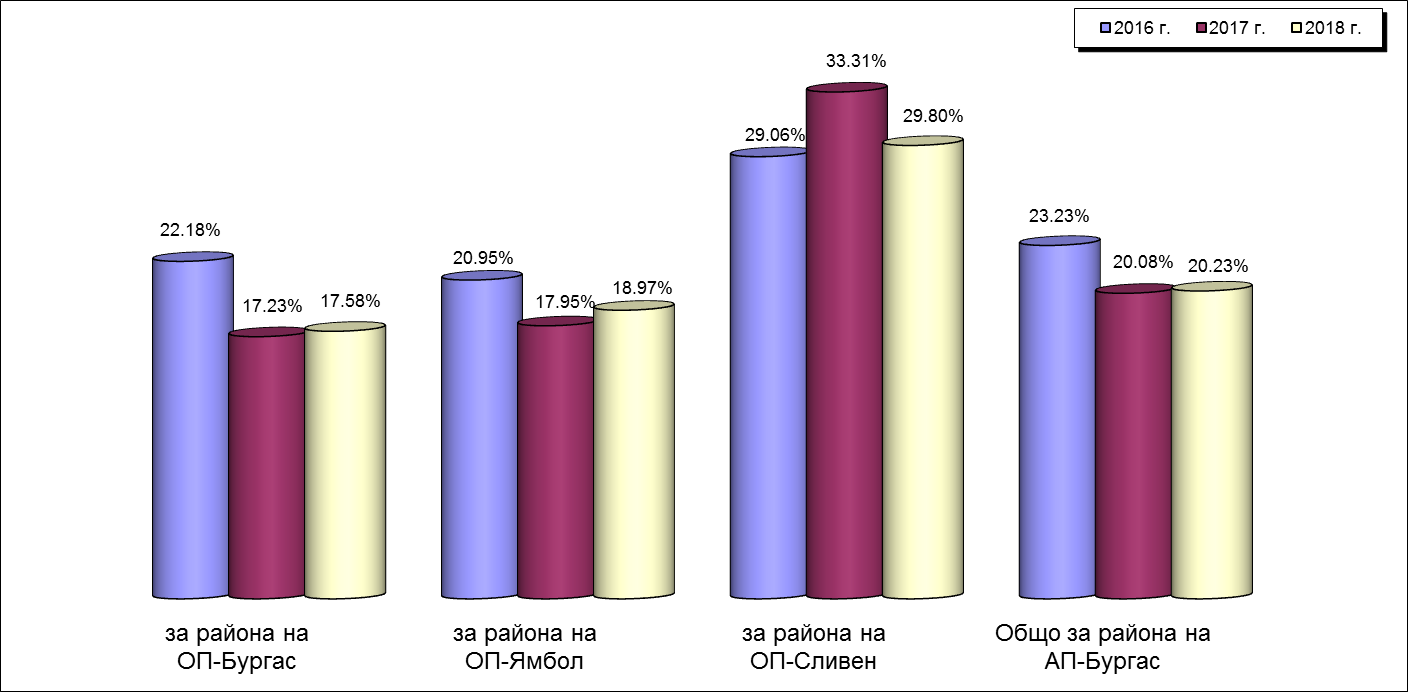 2016 г. 2017 г. 2018 г.
22.18%
17.23%
17.58%
20.95%
17.95%
18.97%
29.06%
33.31%
29.80%
23.23%
20.08%
20.23%
за района на
ОП-Бургас
за района на
ОП-Ямбол
за района на
ОП-Сливен
Общо за района на
АП-Бургас